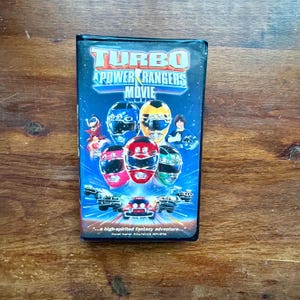 TURBO
A POWER RANGERS
MOVIE
"...a high-spirited fantasy adventure..."